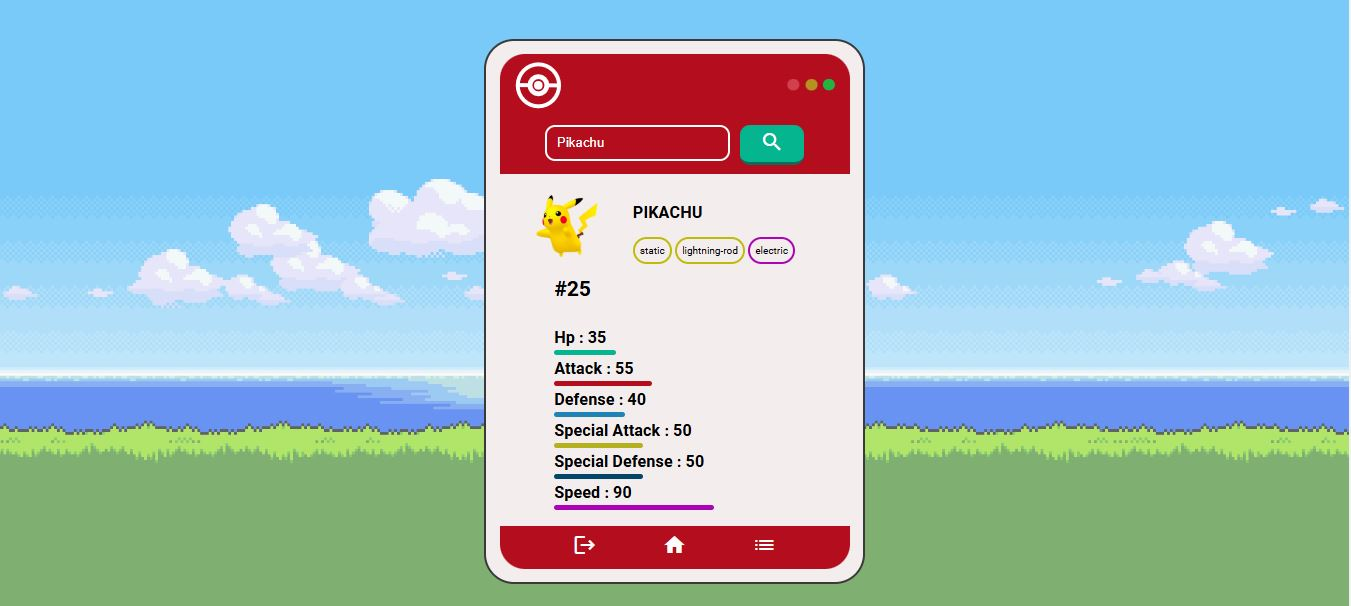 Pikachu
PIKACHU
static lightning-rod electric
#25
Hp : 35
Attack : 55
Defense : 40
Special Attack : 50
Special Defense : 50
Speed : 90